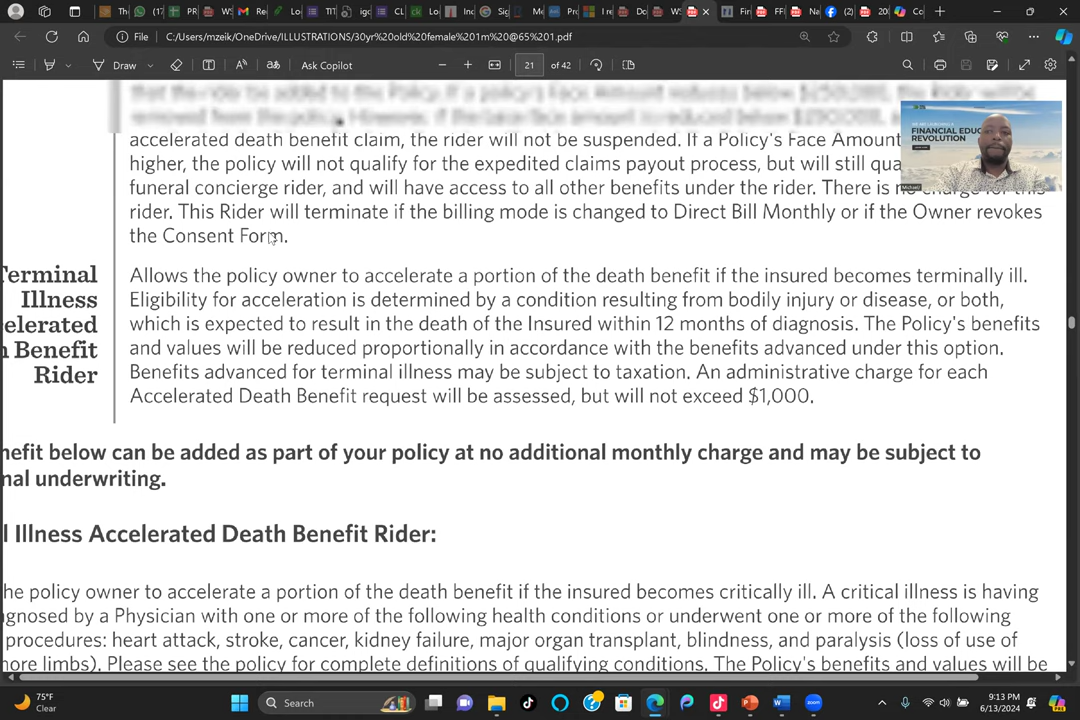 File
C:/Users/mzeik/OneDrive/ILLUSTRATIONS/30yr%20old%20female%201m%20@65%201.pdf
Draw
Ask Copilot
21 of 42
accelerated death benefit claim, the rider will not be suspended. If a Policy's Face Amount
higher, the policy will not qualify for the expedited claims payout process, but will still
funeral concierge rider, and will have access to all other benefits under the rider. There is
rider. This Rider will terminate if the billing mode is changed to Direct Bill Monthly or if the Owner revokes
the Consent Form.
FINANCIAL
REVOLUTION
Michael
Terminal
Illness
elerated
n Benefit
Rider
Allows the policy owner to accelerate a portion of the death benefit if the insured becomes terminally ill.
Eligibility for acceleration is determined by a condition resulting from bodily injury or disease, or both,
which is expected to result in the death of the Insured within 12 months of diagnosis. The Policy's benefits
and values will be reduced proportionally in accordance with the benefits advanced under this option.
Benefits advanced for terminal illness may be subject to taxation. An administrative charge for each
Accelerated Death Benefit request will be assessed, but will not exceed $1,000.
nefit below can be added as part of your policy at no additional monthly charge and may be subject to
nal underwriting.
l Illness Accelerated Death Benefit Rider:
he policy owner to accelerate a portion of the death benefit if the insured becomes critically ill. A critical illness is having
gnosed by a Physician with one or more of the following health conditions or underwent one or more of the following
procedures: heart attack, stroke, cancer, kidney failure, major organ transplant, blindness, and paralysis (loss of use of
more limbs). Please see the policy for complete definitions of qualifying conditions. The Policy's benefits and values will be
75°F
Clear
Search
9:13 PM
6/13/2024